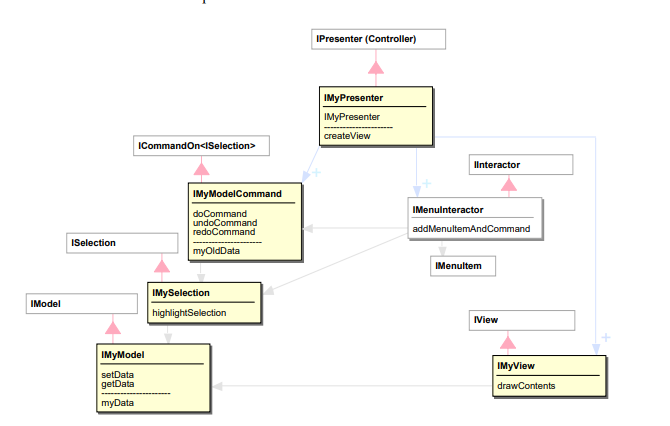 IPresenter (Controller)
IMyPresenter
IMyPresenter
-----------------------
createView
ICommandOn<ISelection>
IInteractor
IMyModelCommand
doCommand
undoCommand
redoCommand
-----------------------
myOldData
IMenuInteractor
addMenuItemAndCommand
ISelection
IMenuItem
IMySelection
highlightSelection
IModel
IView
IMyModel
setData
getData
-----------------------
myData
IMyView
drawContents